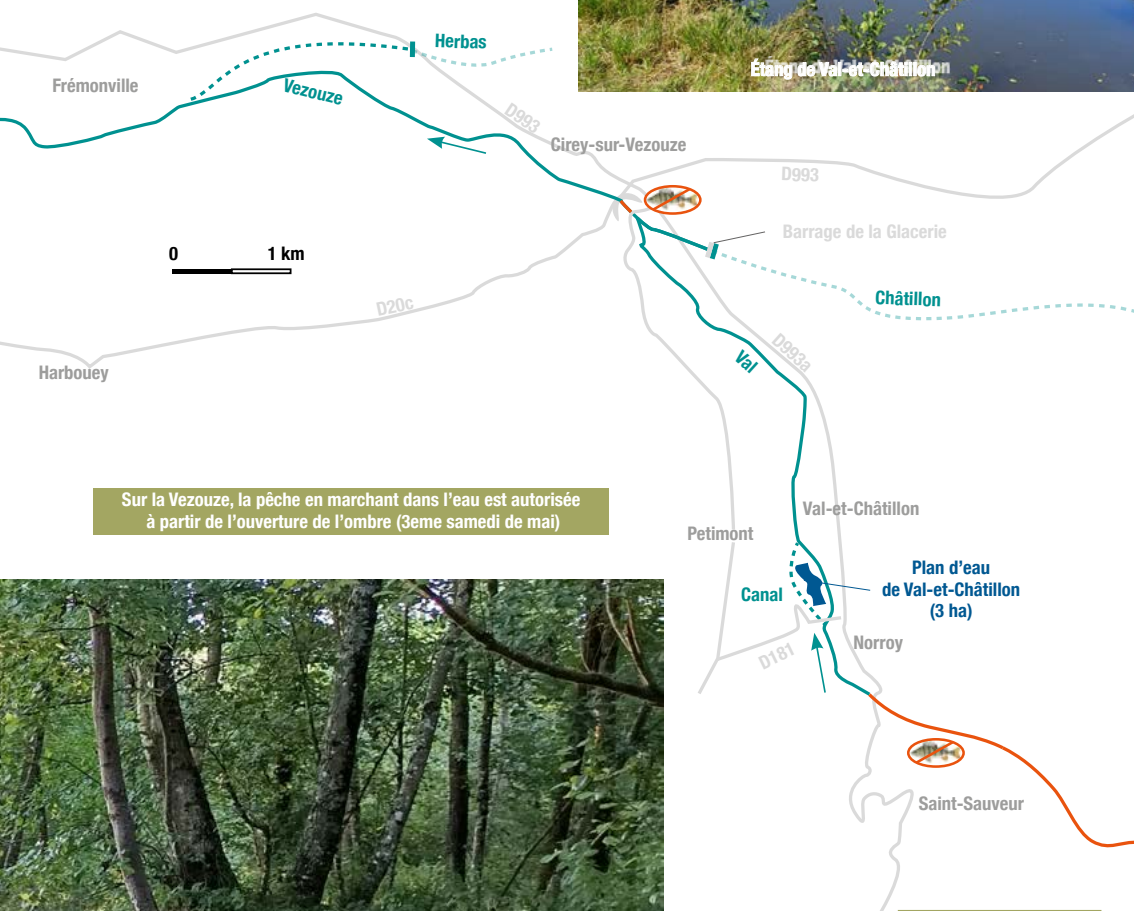 Étang de Val-et-Châtillon
Herbas
Frémonville
Vezouze
D993
Cirey-sur-Vezouze
D993
Barrage de la Glacerie
0 1 km
Châtillon
D20c
Val
D993a
Harbouey
Sur la Vezouze, la pêche en marchant dans l’eau est autorisée
à partir de l’ouverture de l’ombre (3eme samedi de mai)
Val-et-Châtillon
Petimont
Plan d’eau
de Val-et-Châtillon
(3 ha)
Canal
Norroy
D181
Saint-Sauveur